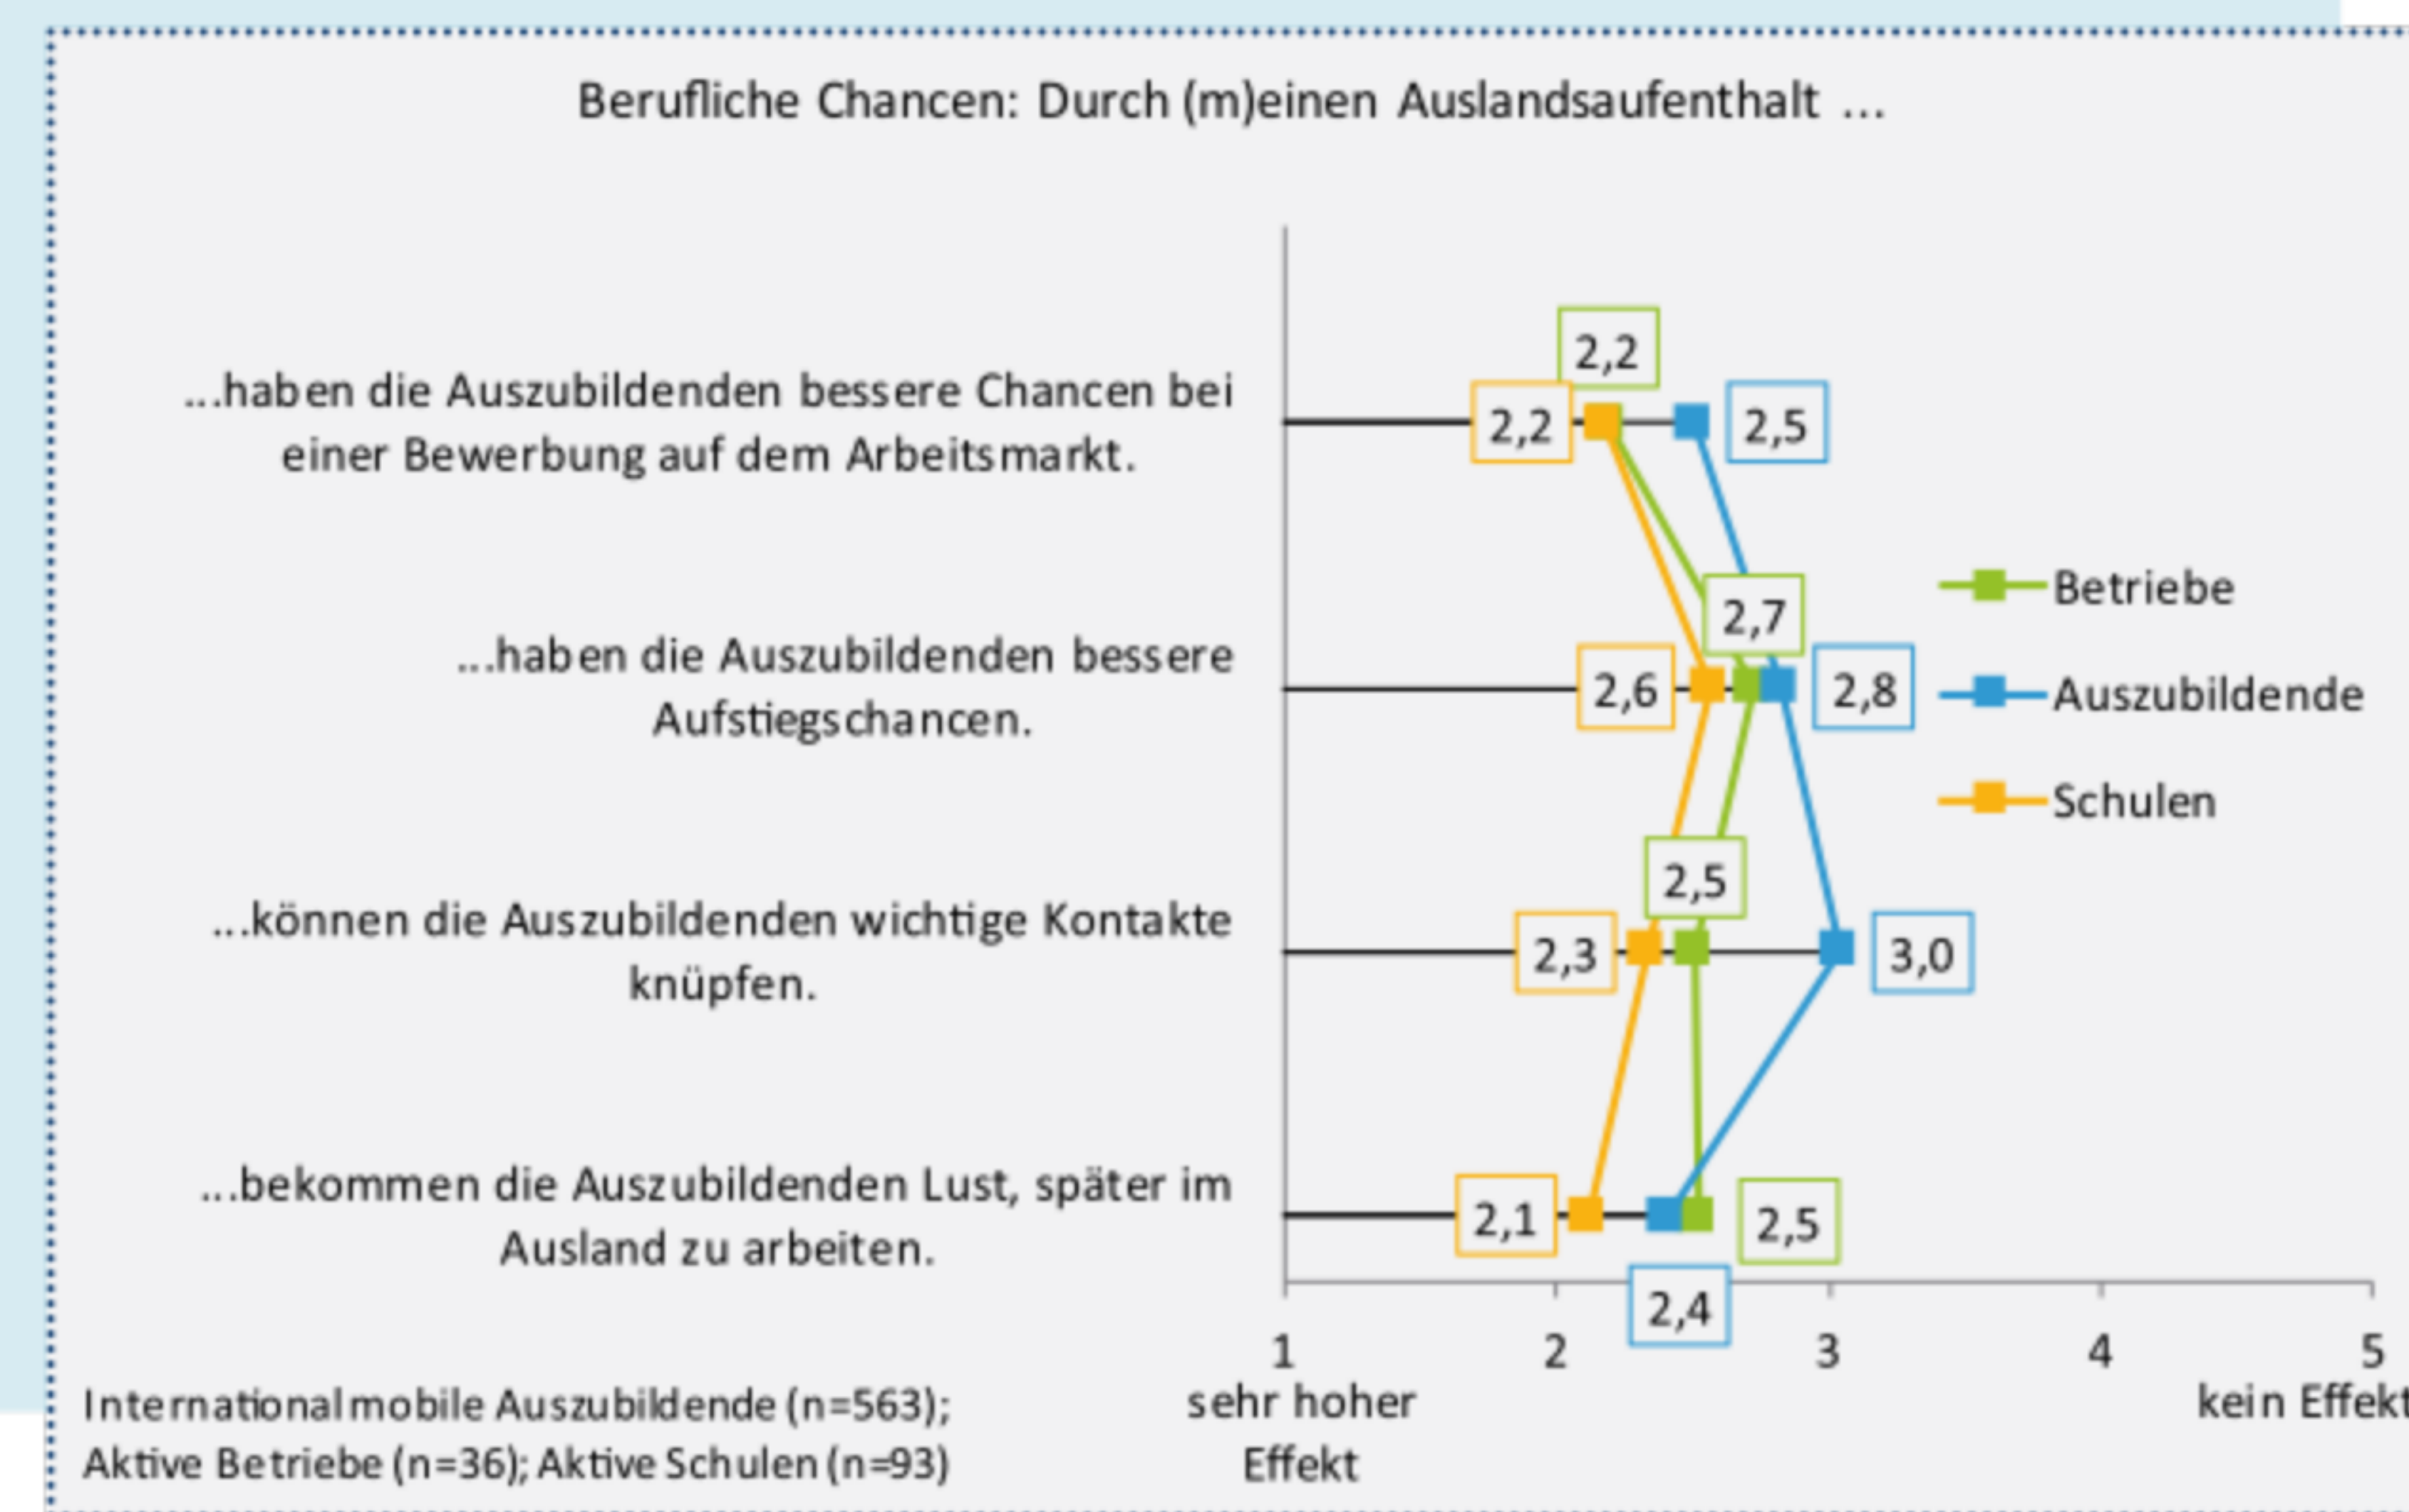 Berufliche Chancen: Durch (m)einen Auslandsaufenthalt ...
2,2
...haben die Auszubildenden bessere Chancen bei
einer Bewerbung auf dem Arbeitsmarkt.
2,2
2,5
2,7
...haben die Auszubildenden bessere
Aufstiegschancen.
2,6
2,8
Betriebe
Auszubildende
Schulen
2,5
...können die Auszubildenden wichtige Kontakte
knüpfen.
2,3
3,0
...bekommen die Auszubildenden Lust, später im
Ausland zu arbeiten.
2,1
2,5
2,4
1 2 3 4 5
sehr hoher
Effekt
kein Effekt
International mobile Auszubildende (n=563);
Aktive Betriebe (n=36); Aktive Schulen (n=93)